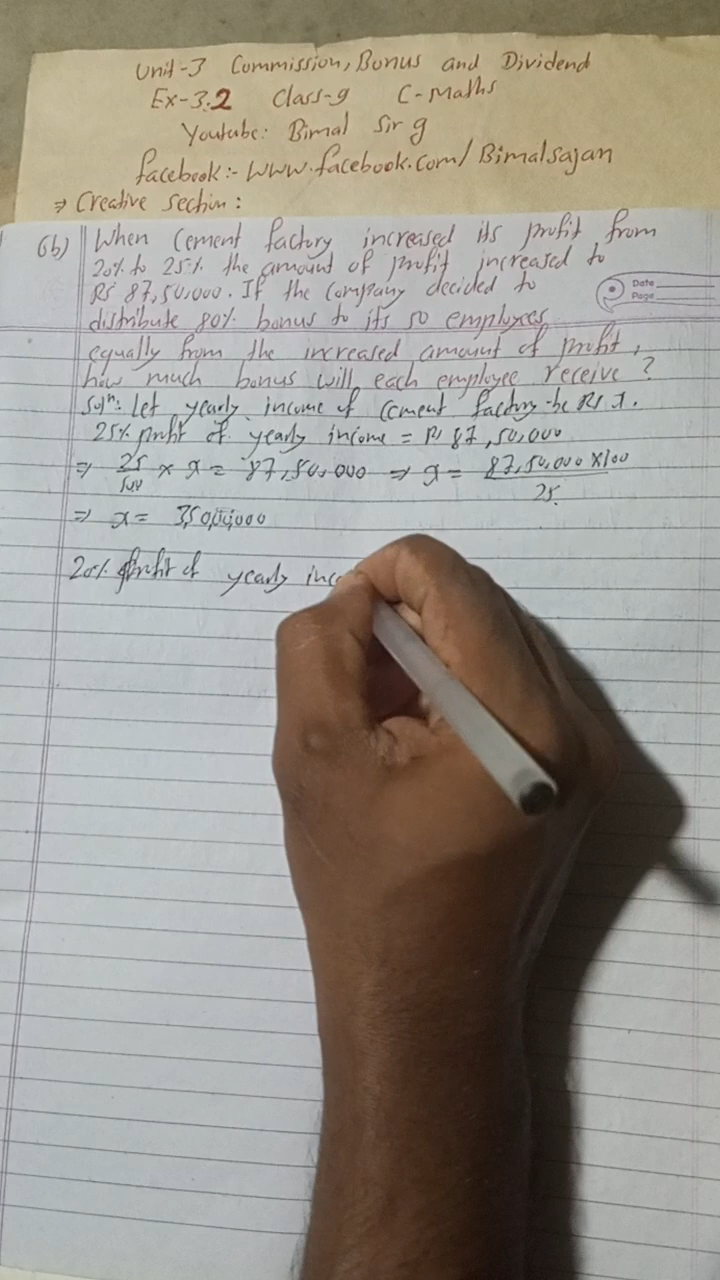 Unit-3 Commission, Bonus and Dividend
Ex-3.2 Class-9 C-Maths
Youtube: Bimal Sir g
facebook:- www.facebook.com/Bimalsajan
⇒ Creative section:
6b) When Cement factory increased its profit from
20% to 25% the amount of profit increased to
Rs 87,50,000. If the Company decided to
Date
Page
distribute 80% bonus to its 50 employees
equally from the increased amount of profit,
how much bonus will each employee receive?
Solⁿ: Let yearly income of Cement factory be Rs x.
25% profit of yearly income = Rs 87,50,000
⇒ 25/100 × x = 87,50,000 ⇒ x = 87,50,000 × 100 / 25
⇒ x = 3,50,00,000
20% profit of yearly inc